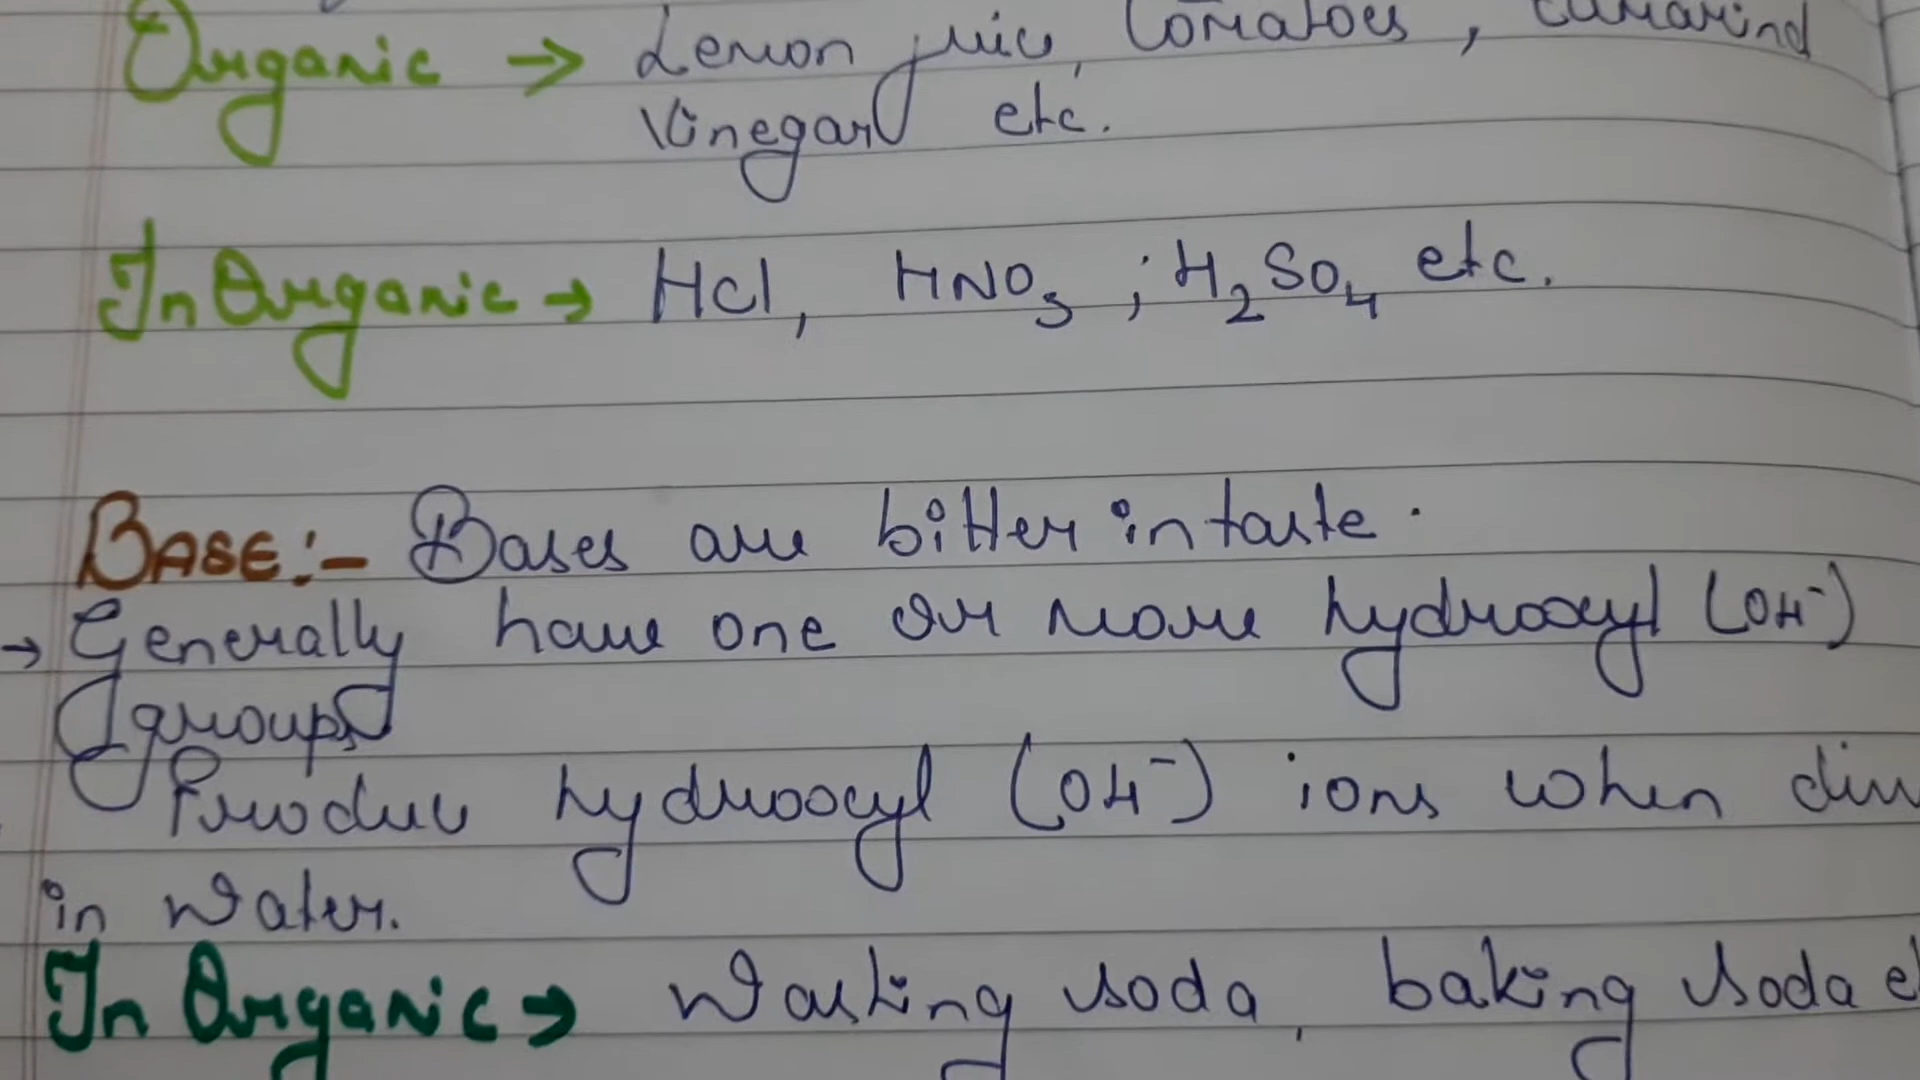 Organic → Lemon juice, tomatoes, tamarind
Vinegar etc.
InOrganic → HCl, HNO₃, H₂SO₄ etc.
BASE:- Bases are bitter in taste.
→ Generally have one or more hydroxyl (OH⁻)
groups
Produce hydroxyl (OH⁻) ions when
in water.
InOrganic → Washing soda, baking soda